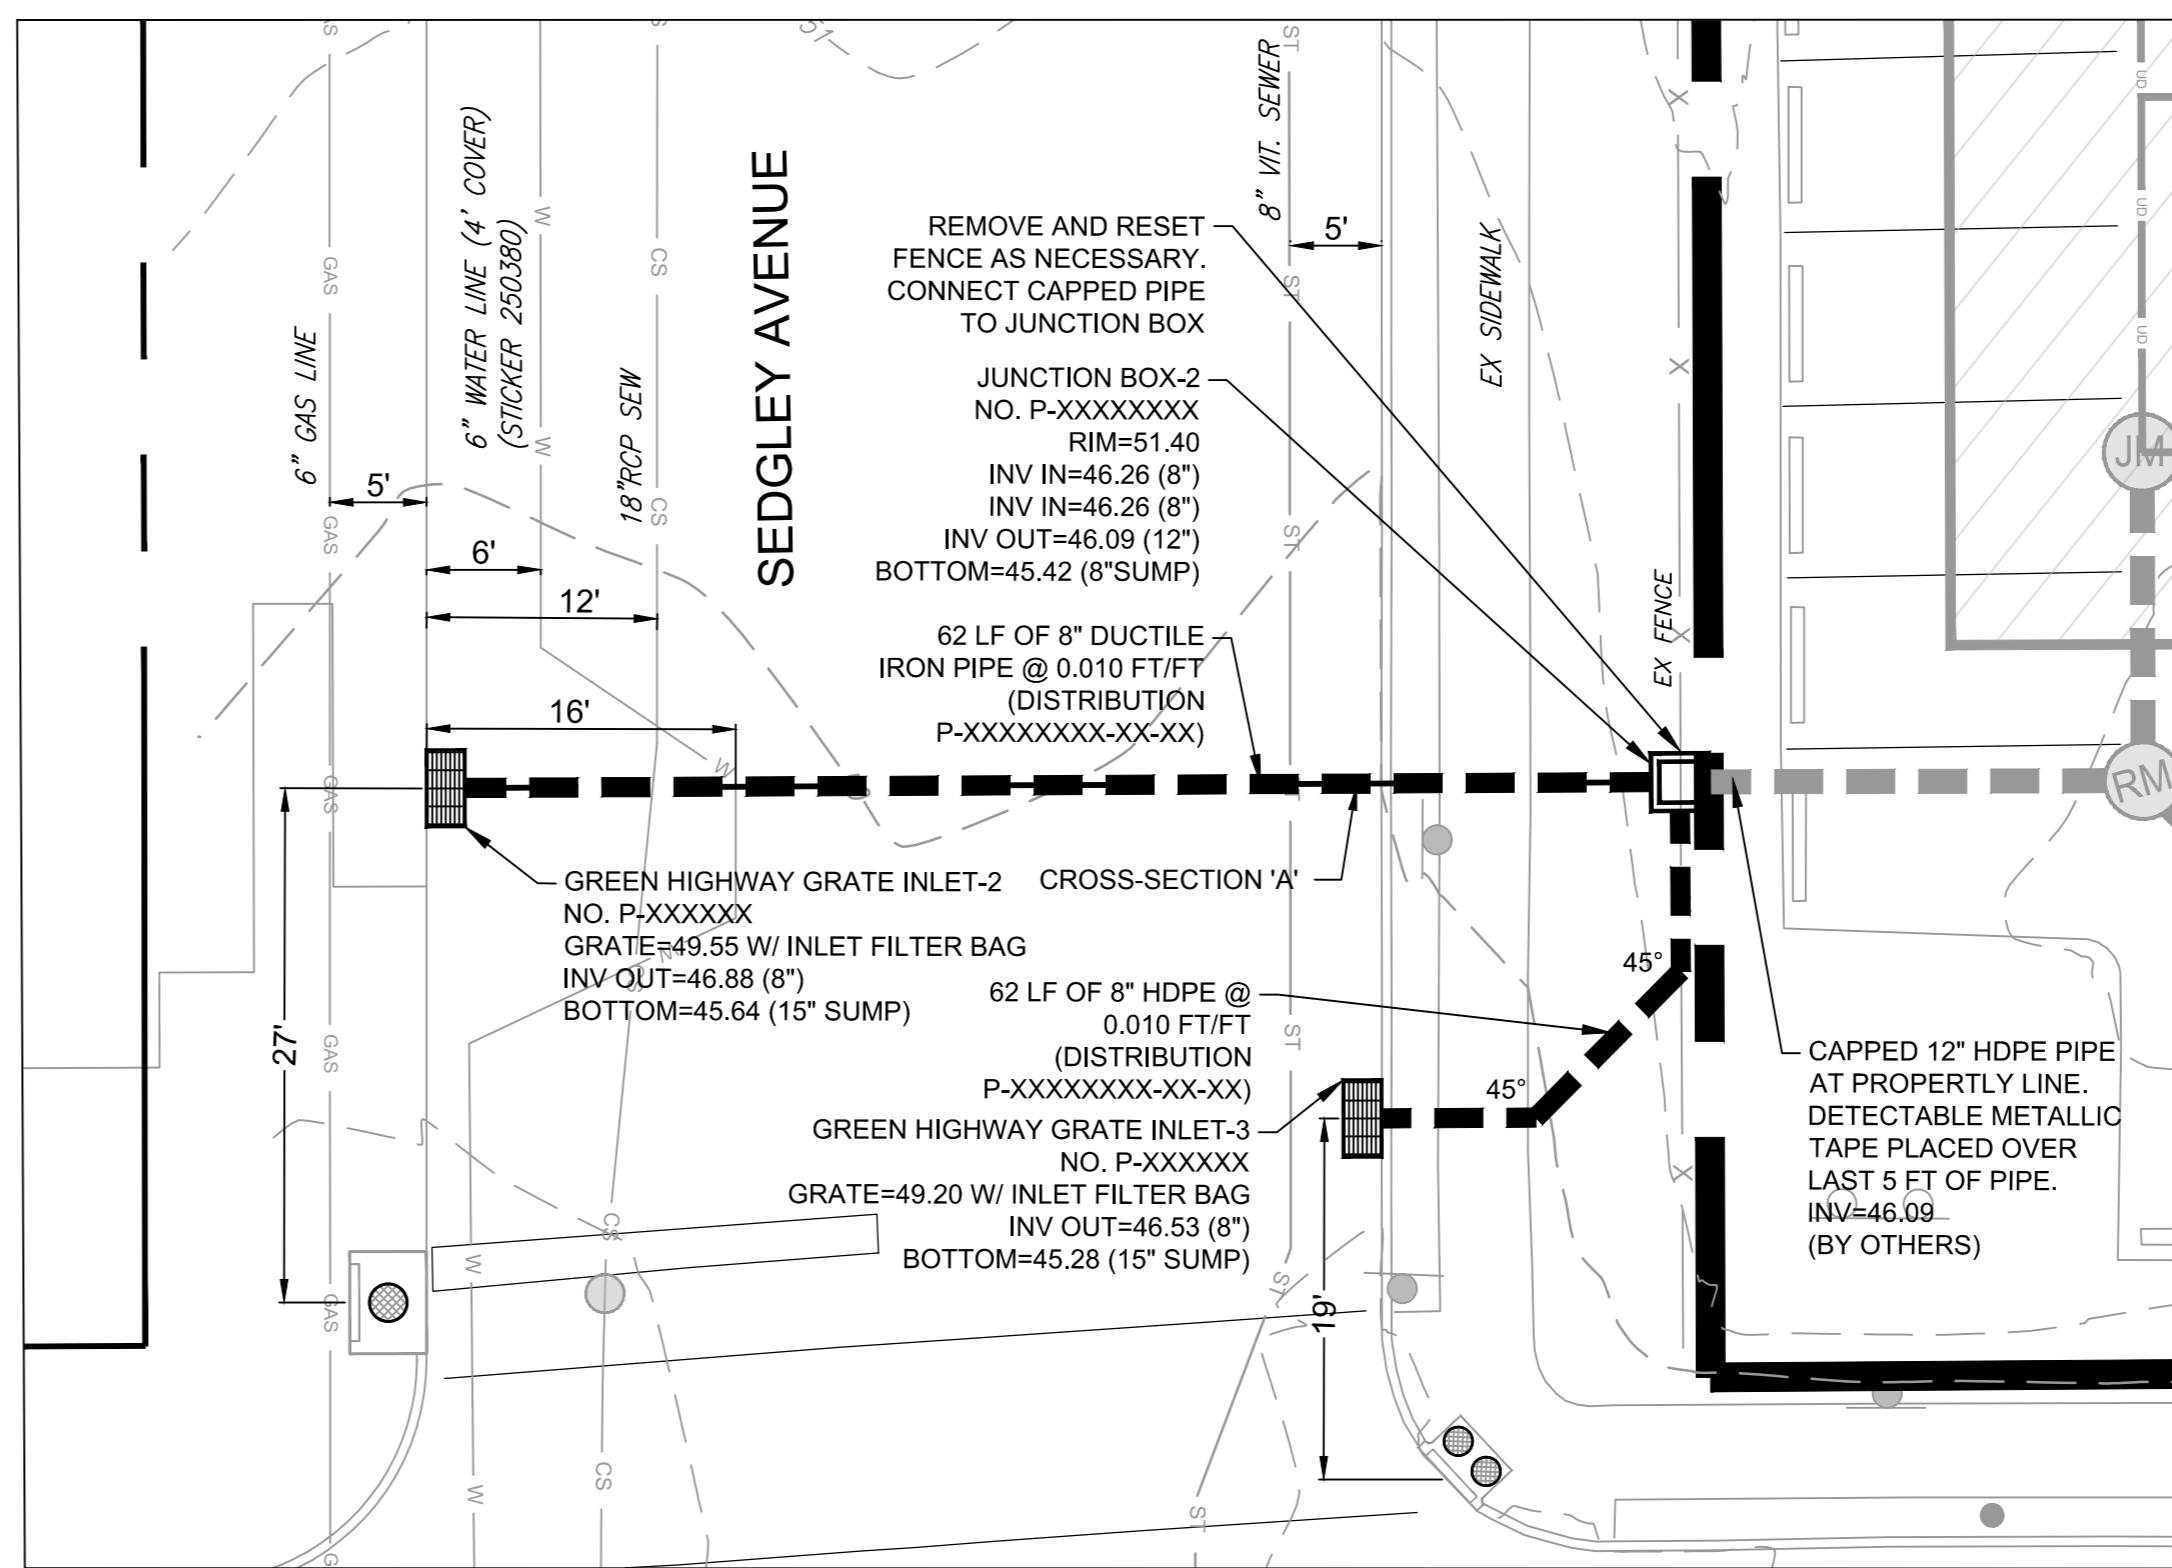 6" GAS LINE
6" WATER LINE (4' COVER)
(STICKER 250380)
18"RCP SEW
SEDGLEY AVENUE
8" VIT. SEWER
EX SIDEWALK
EX FENCE
51
REMOVE AND RESET
FENCE AS NECESSARY.
CONNECT CAPPED PIPE
TO JUNCTION BOX
JUNCTION BOX-2
NO. P-XXXXXXXX
RIM=51.40
INV IN=46.26 (8")
INV IN=46.26 (8")
INV OUT=46.09 (12")
BOTTOM=45.42 (8"SUMP)
62 LF OF 8" DUCTILE
IRON PIPE @ 0.010 FT/FT
(DISTRIBUTION
P-XXXXXXXX-XX-XX)
5'
5'
6'
12'
16'
27'
19'
GREEN HIGHWAY GRATE INLET-2
NO. P-XXXXXX
GRATE=49.55 W/ INLET FILTER BAG
INV OUT=46.88 (8")
BOTTOM=45.64 (15" SUMP)
CROSS-SECTION 'A'
62 LF OF 8" HDPE @
0.010 FT/FT
(DISTRIBUTION
P-XXXXXXXX-XX-XX)
GREEN HIGHWAY GRATE INLET-3
NO. P-XXXXXX
GRATE=49.20 W/ INLET FILTER BAG
INV OUT=46.53 (8")
BOTTOM=45.28 (15" SUMP)
45°
45°
CAPPED 12" HDPE PIPE
AT PROPERTLY LINE.
DETECTABLE METALLIC
TAPE PLACED OVER
LAST 5 FT OF PIPE.
INV=46.09
(BY OTHERS)
JM
RM
GAS
GAS
GAS
GAS
GAS
W
W
W
W
W
W
CS
CS
CS
CS
CS
ST
ST
ST
ST
ST
ST
X
X
X
X
UD
UD
UD